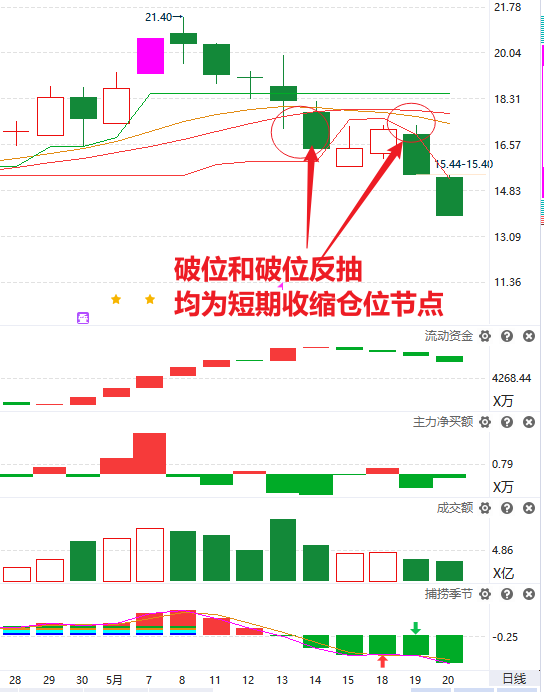 21.78
21.40→
20.04
18.31
16.57
15.44-15.40
14.83
13.09
破位和破位反抽
11.36
均为短期收缩仓位节点
流动资金
4268.44
X万
主力净买额
0.79
X万
成交额
4.86
X亿
捕捞季节
-0.25
28 29 30 5月 7 8 11 12 13 14 15 18 19 20 日线